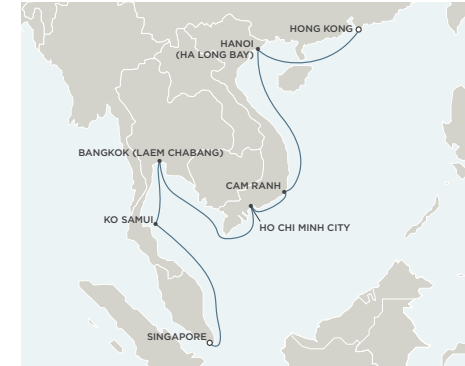 HONG KONG
HANOI
(HA LONG BAY)
BANGKOK (LAEM CHABANG)
CAM RANH
KO SAMUI
HO CHI MINH CITY
SINGAPORE